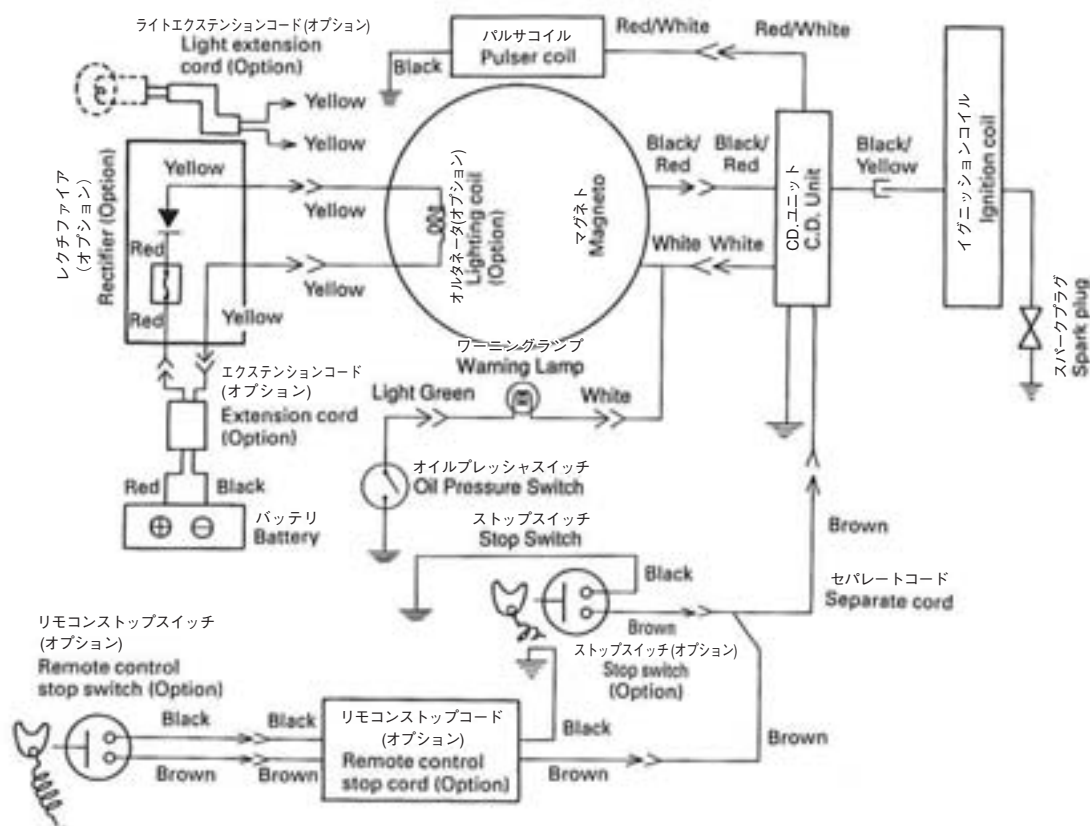 ライトエクステンションコード(オプション)
Light extension
cord (Option)
Yellow
Yellow
Black
パルサコイル
Pulser coil
Red/White
Red/White
レクチファイア
(オプション)
Rectifier (Option)
Yellow
Red
Red
Yellow
Yellow
Yellow
オルタネータ(オプション)
Lighting coil
(Option)
マグネト
Magneto
Black/
Red
Black/
Red
White
White
CD.ユニット
C.D. Unit
Black/
Yellow
イグニッションコイル
Ignition coil
スパークプラグ
Spark plug
エクステンションコード
(オプション)
Extension cord
(Option)
Red
Black
バッテリ
Battery
ワーニングランプ
Warning Lamp
Light Green
White
オイルプレッシャスイッチ
Oil Pressure Switch
ストップスイッチ
Stop Switch
Black
Brown
ストップスイッチ(オプション)
Stop switch
(Option)
Brown
セパレートコード
Separate cord
リモコンストップスイッチ
(オプション)
Remote control
stop switch (Option)
Black
Black
Brown
Brown
リモコンストップコード
(オプション)
Remote control
stop cord (Option)
Black
Brown
Brown